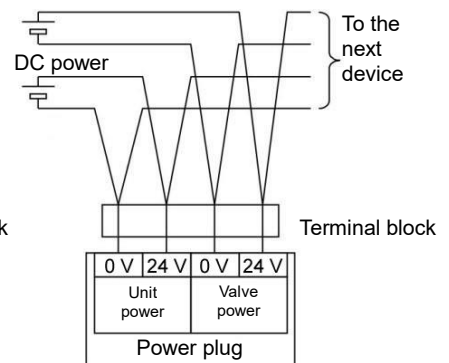 To the
next
device
DC power
k
Terminal block
0 V 24 V 0 V 24 V
Unit
power
Valve
power
Power plug